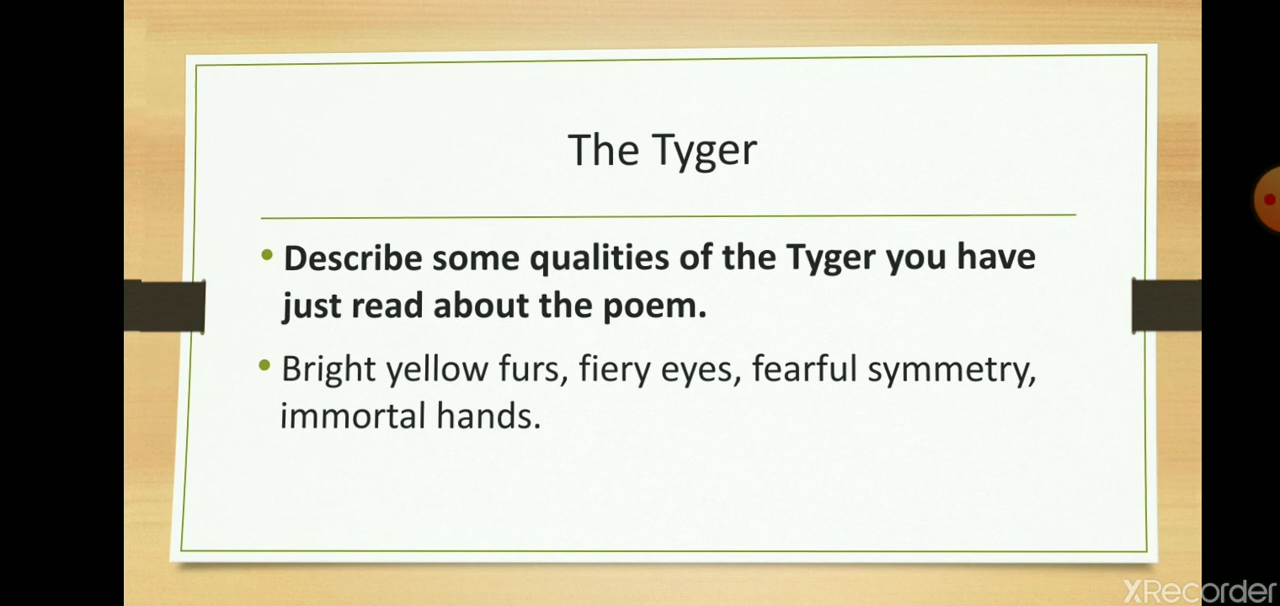 The Tyger
• Describe some qualities of the Tyger you have
just read about the poem.
• Bright yellow furs, fiery eyes, fearful symmetry,
immortal hands.
XRecorder